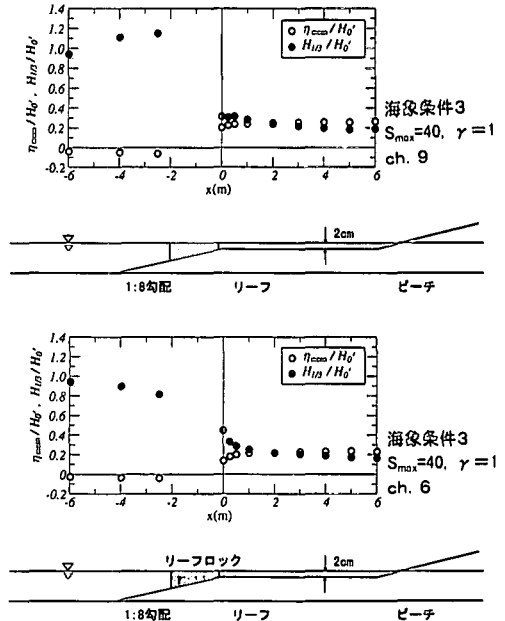 η_mean/H₀', H₁/₃/H₀'
1.4
1.2
1.0
0.8
0.6
0.4
0.2
0
-0.2
-6 -4 -2 0 2 4 6
x(m)
○ η_mean/H₀'
● H₁/₃/H₀'
海象条件3
Smax=40, γ=1
ch. 9
2cm
1:8勾配 リーフ ビーチ
η_mean/H₀', H₁/₃/H₀'
1.4
1.2
1.0
0.8
0.6
0.4
0.2
0
-0.2
-6 -4 -2 0 2 4 6
x(m)
○ η_mean/H₀'
● H₁/₃/H₀'
海象条件3
Smax=40, γ=1
ch. 6
リーフロック
2cm
1:8勾配 リーフ ビーチ